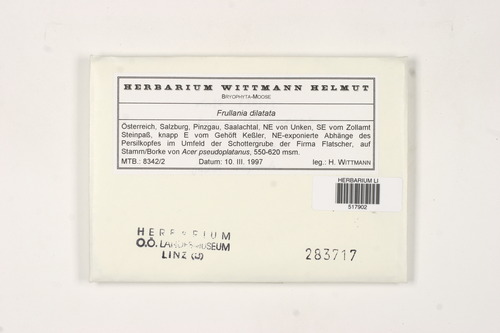 HERBARIUM WITTMANN HELMUT
BRYOPHYTA-MOOSE
Frullania dilatata
Österreich, Salzburg, Pinzgau, Saalachtal, NE von Unken, SE vom Zollamt
Steinpaß, knapp E vom Gehöft Keßler, NE-exponierte Abhänge des
Persilkopfes im Umfeld der Schottergrube der Firma Flatscher, auf
Stamm/Borke von Acer pseudoplatanus, 550-620 msm.
MTB.: 8342/2 Datum: 10. III. 1997 leg.: H. WITTMANN
HERBARIUM LI
517902
HERBARIUM
O.Ö. LANDESMUSEUM
LINZ (LI)
283717